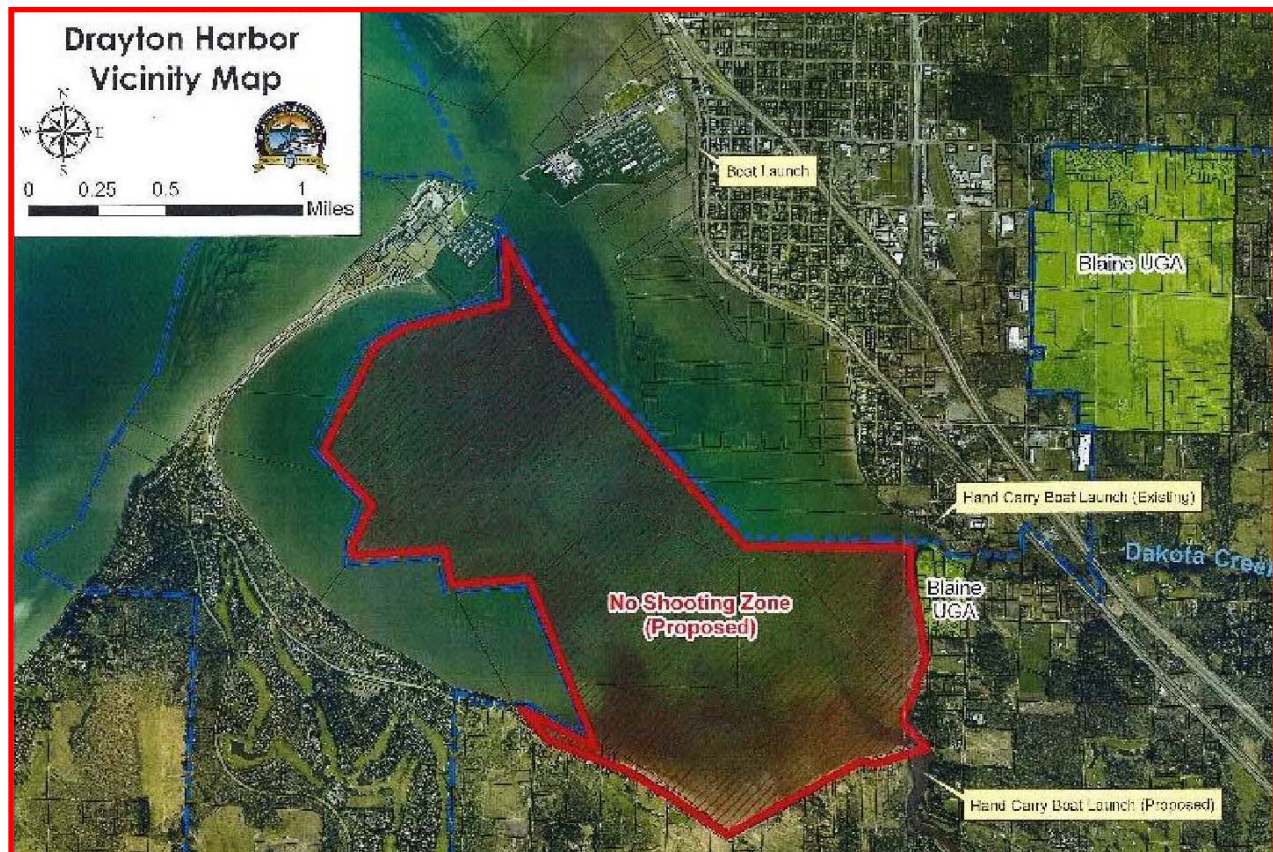 Drayton Harbor
Vicinity Map
N
W
E
S
0 0.25 0.5 1
Miles
Boat Launch
Blaine UGA
Hand Carry Boat Launch (Existing)
Dakota Creek
Blaine
UGA
No Shooting Zone
(Proposed)
Hand Carry Boat Launch (Proposed)